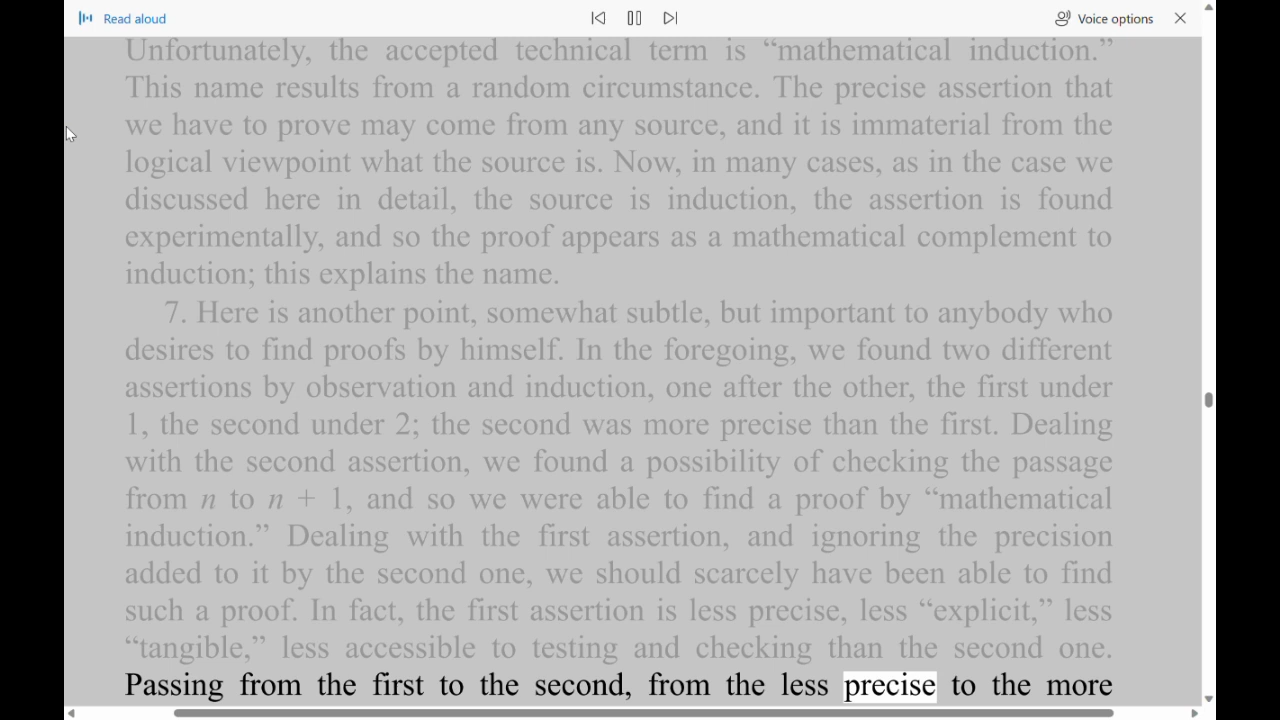 Read aloud
Voice options
Unfortunately, the accepted technical term is “mathematical induction.”
This name results from a random circumstance. The precise assertion that
we have to prove may come from any source, and it is immaterial from the
logical viewpoint what the source is. Now, in many cases, as in the case we
discussed here in detail, the source is induction, the assertion is found
experimentally, and so the proof appears as a mathematical complement to
induction; this explains the name.
7. Here is another point, somewhat subtle, but important to anybody who
desires to find proofs by himself. In the foregoing, we found two different
assertions by observation and induction, one after the other, the first under
1, the second under 2; the second was more precise than the first. Dealing
with the second assertion, we found a possibility of checking the passage
from n to n + 1, and so we were able to find a proof by “mathematical
induction.” Dealing with the first assertion, and ignoring the precision
added to it by the second one, we should scarcely have been able to find
such a proof. In fact, the first assertion is less precise, less “explicit,” less
“tangible,” less accessible to testing and checking than the second one.
Passing from the first to the second, from the less precise to the more